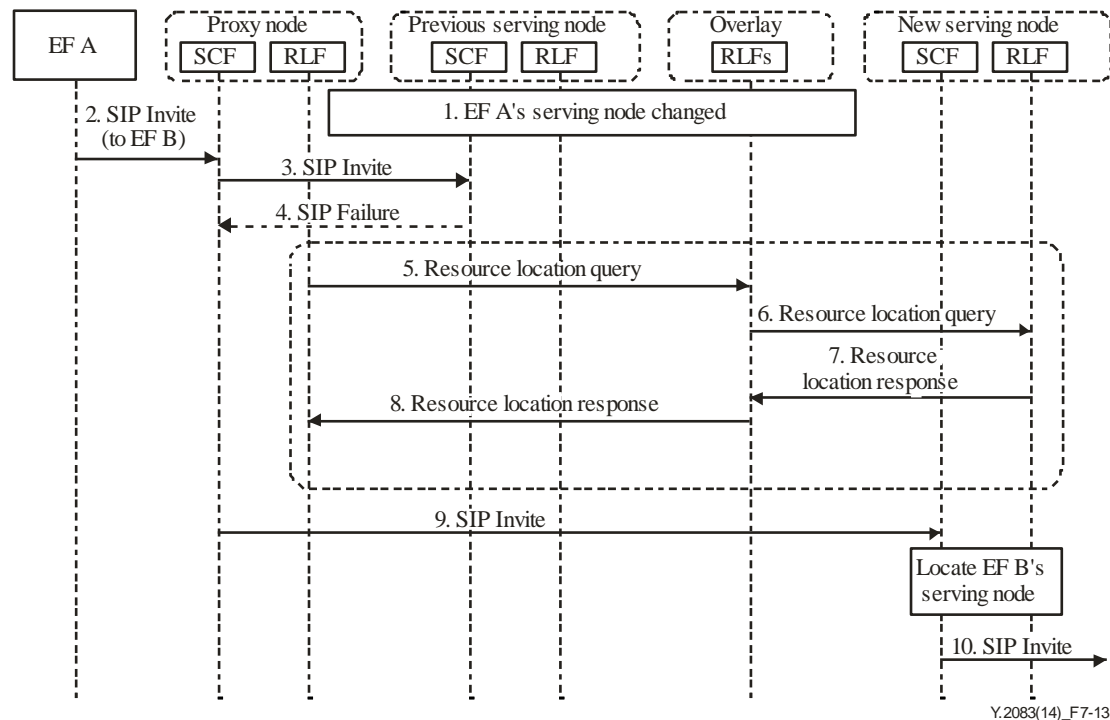 EF A
Proxy node
SCF RLF
Previous serving node
SCF RLF
Overlay
RLFs
New serving node
SCF RLF
1. EF A's serving node changed
2. SIP Invite
(to EF B)
3. SIP Invite
4. SIP Failure
5. Resource location query
6. Resource location query
7. Resource
location response
8. Resource location response
9. SIP Invite
Locate EF B's
serving node
10. SIP Invite
Y.2083(14)_F7-13